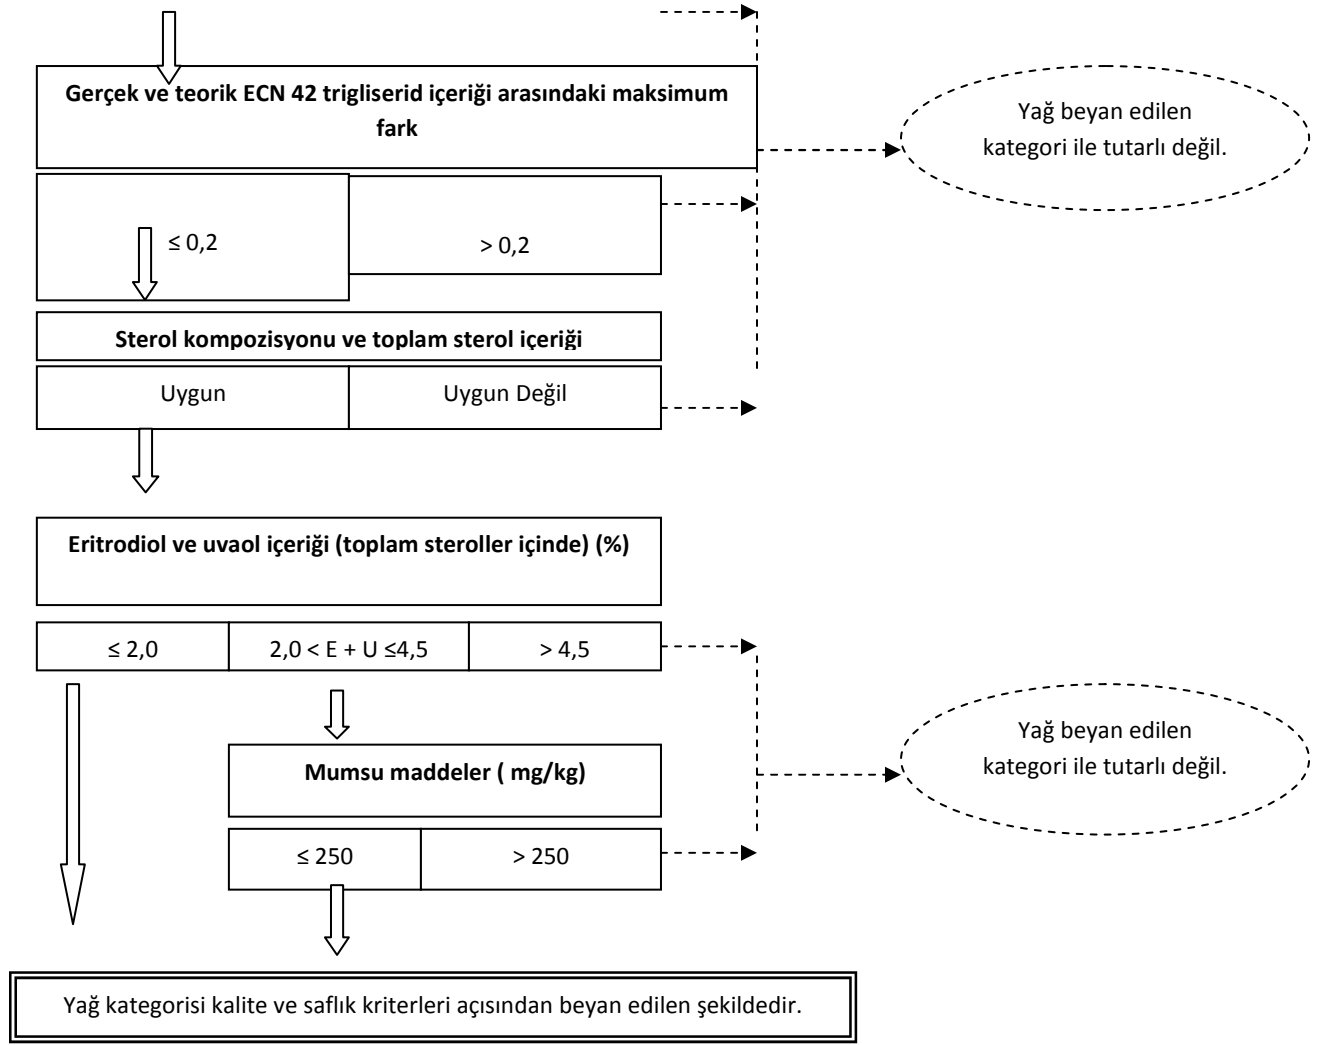 Gerçek ve teorik ECN 42 trigliserid içeriği arasındaki maksimum
fark
Yağ beyan edilen
kategori ile tutarlı değil.
≤ 0,2
> 0,2
Sterol kompozisyonu ve toplam sterol içeriği
Uygun
Uygun Değil
Eritrodiol ve uvaol içeriği (toplam steroller içinde) (%)
≤ 2,0
2,0 < E + U ≤4,5
> 4,5
Mumsu maddeler ( mg/kg)
Yağ beyan edilen
kategori ile tutarlı değil.
≤ 250
> 250
Yağ kategorisi kalite ve saflık kriterleri açısından beyan edilen şekildedir.